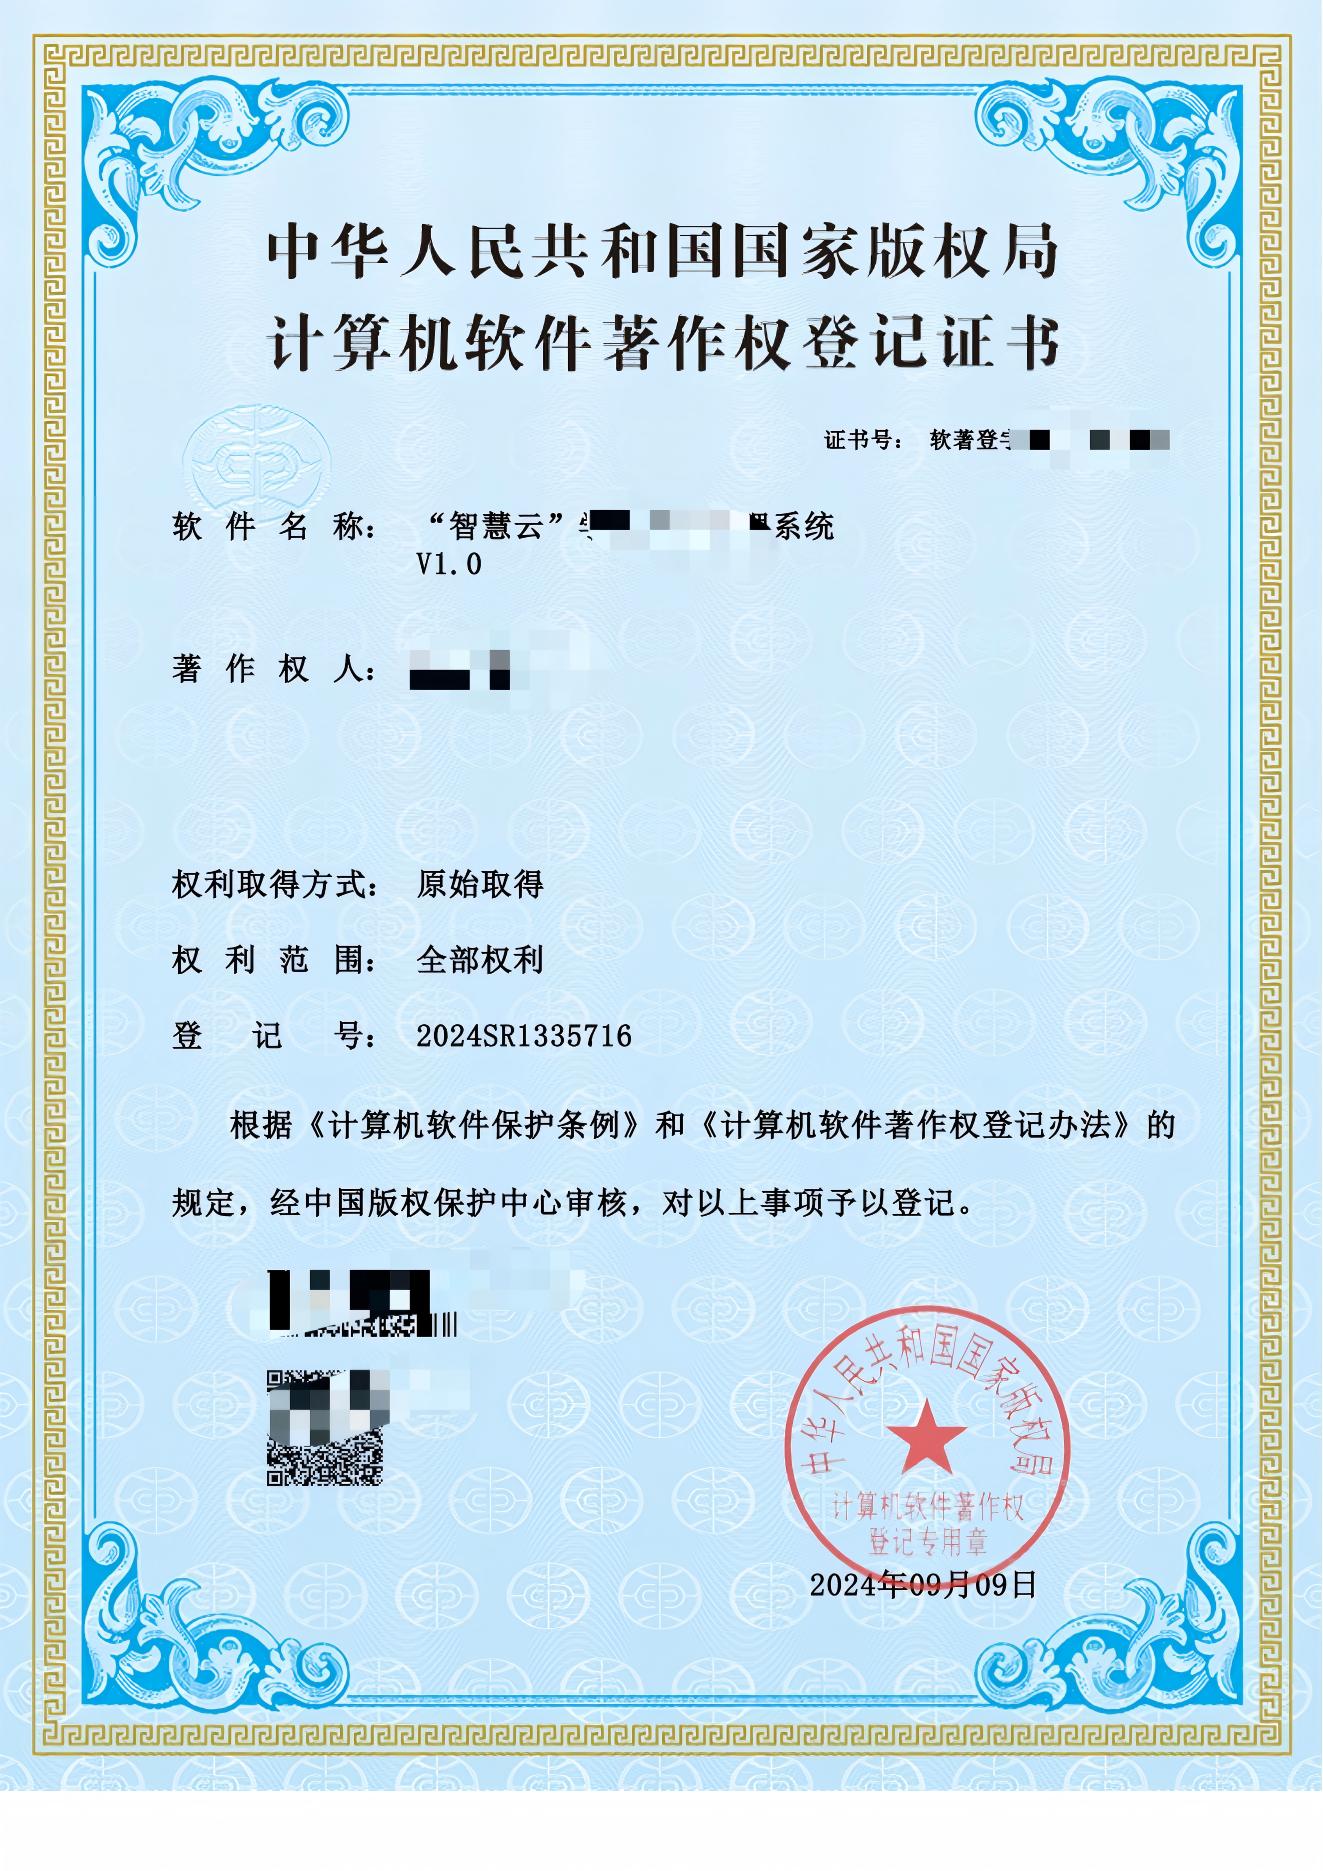 中华人民共和国国家版权局
计算机软件著作权登记证书
证书号： 软著登
软件名称： “智慧云” 系统
V1.0
著作权人：
权利取得方式： 原始取得
权利范围： 全部权利
登记号： 2024SR1335716
根据《计算机软件保护条例》和《计算机软件著作权登记办法》的
规定，经中国版权保护中心审核，对以上事项予以登记。
中华人民共和国国家版权局
计算机软件著作权
登记专用章
2024年09月09日